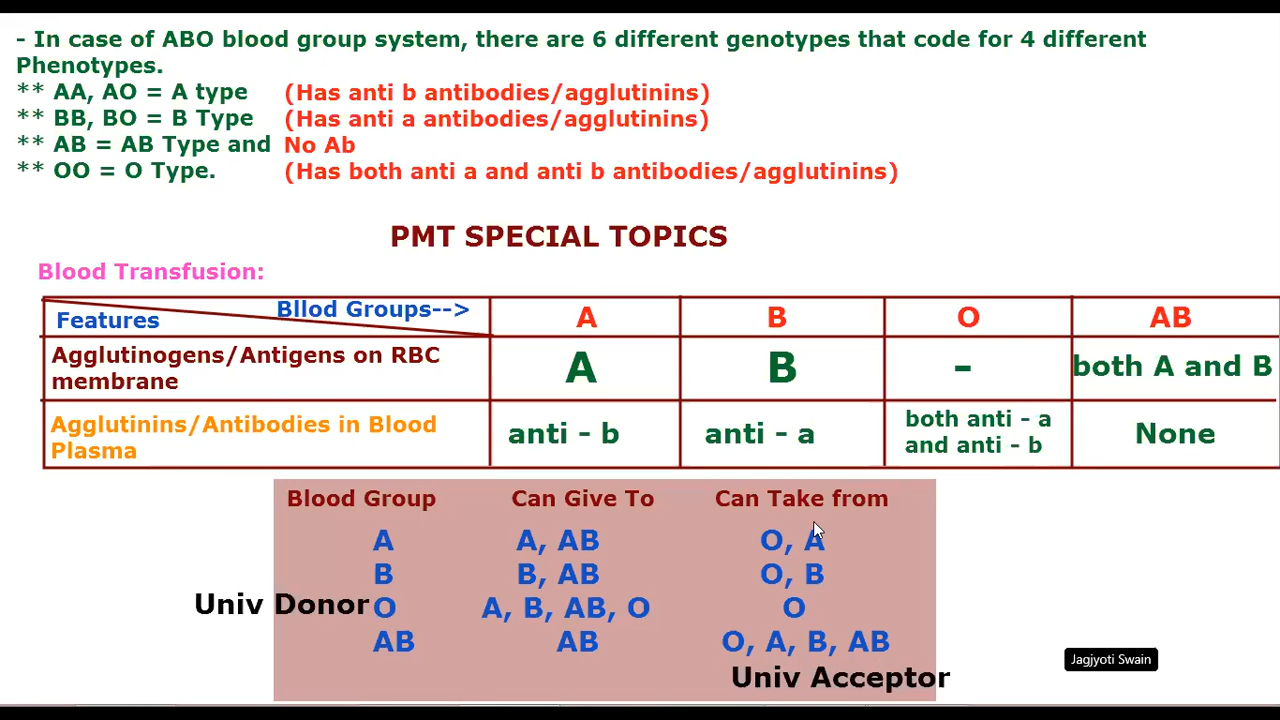 - In case of ABO blood group system, there are 6 different genotypes that code for 4 different
Phenotypes.
** AA, AO = A type (Has anti b antibodies/agglutinins)
** BB, BO = B Type (Has anti a antibodies/agglutinins)
** AB = AB Type and No Ab
** OO = O Type. (Has both anti a and anti b antibodies/agglutinins)
PMT SPECIAL TOPICS
Blood Transfusion:
Features Bllod Groups--> A B O AB
Agglutinogens/Antigens on RBC
membrane A B - both A and B
Agglutinins/Antibodies in Blood
Plasma anti - b anti - a both anti - a
and anti - b None
Blood Group Can Give To Can Take from
A A, AB O, A
B B, AB O, B
Univ Donor O A, B, AB, O O
AB AB O, A, B, AB
Univ Acceptor
Jagjyoti Swain